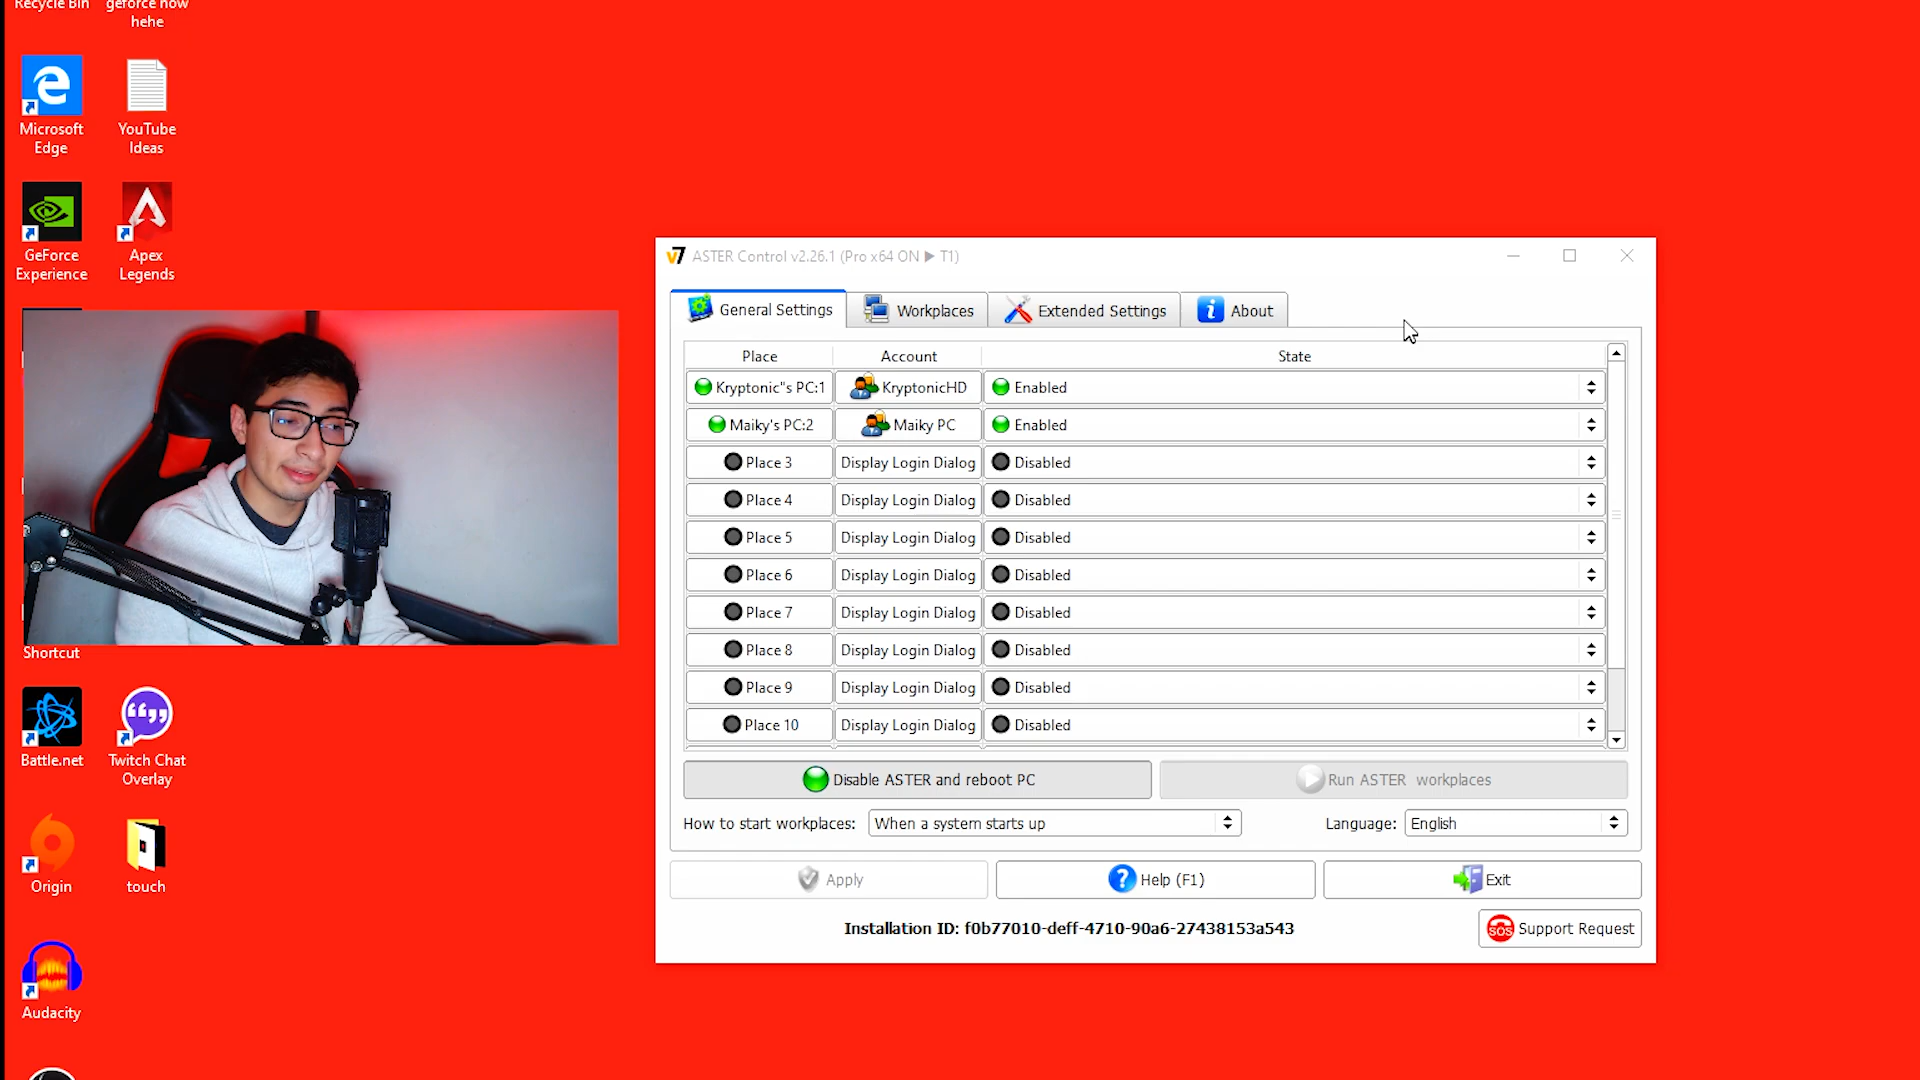 Recycle Bin
geforce now
hehe
Microsoft
Edge
YouTube
Ideas
GeForce
Experience
Apex
Legends
Shortcut
Battle.net
Twitch Chat
Overlay
Origin
touch
Audacity
v7 ASTER Control v2.26.1 (Pro x64 ON ▶ T1)
General Settings
Workplaces
Extended Settings
About
Place Account State
Kryptonic"s PC:1 KryptonicHD Enabled
Maiky's PC:2 Maiky PC Enabled
Place 3 Display Login Dialog Disabled
Place 4 Display Login Dialog Disabled
Place 5 Display Login Dialog Disabled
Place 6 Display Login Dialog Disabled
Place 7 Display Login Dialog Disabled
Place 8 Display Login Dialog Disabled
Place 9 Display Login Dialog Disabled
Place 10 Display Login Dialog Disabled
Disable ASTER and reboot PC
Run ASTER workplaces
How to start workplaces: When a system starts up
Language: English
Apply
Help (F1)
Exit
Installation ID: f0b77010-deff-4710-90a6-27438153a543
SOS Support Request